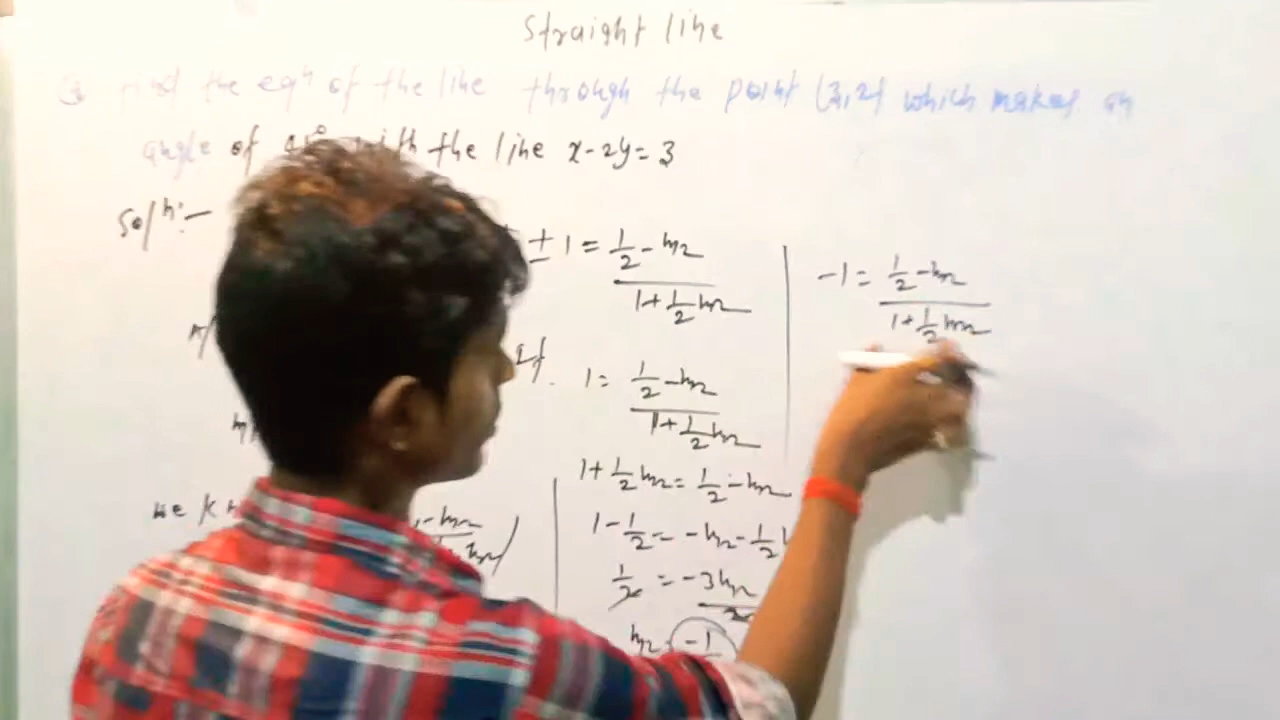 Straight line
Find the eqn of the line through the point (3,2) which makes an
angle of 45° with the line x-2y=3
Soln:-
± 1 = 1/2 - m2 / 1 + 1/2 m2
If 1 = 1/2 - m2 / 1 + 1/2 m2
1 + 1/2 m2 = 1/2 - m2
1 - 1/2 = - m2 - 1/2
1/2 = - 3m2 / 2
m2 - 1
we k
- m2
-1 = 1/2 - m2 / 1 + 1/2 m2